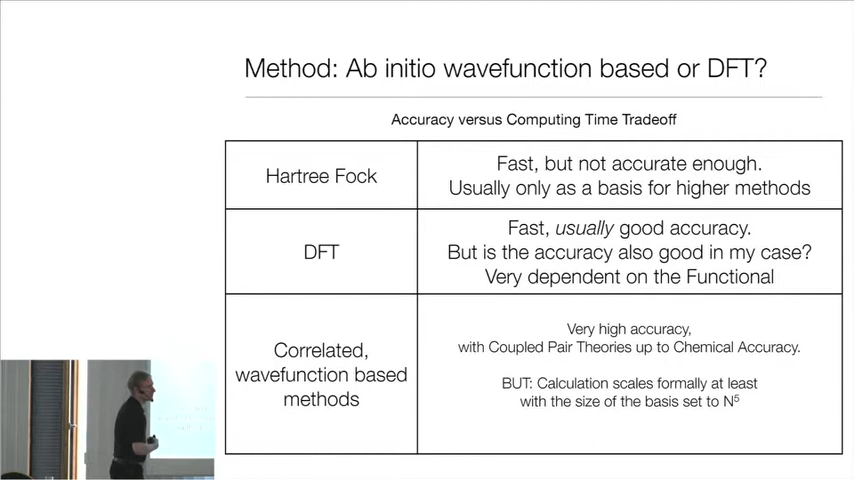 Method: Ab initio wavefunction based or DFT?
Accuracy versus Computing Time Tradeoff
Hartree Fock
Fast, but not accurate enough.
Usually only as a basis for higher methods
DFT
Fast, usually good accuracy.
But is the accuracy also good in my case?
Very dependent on the Functional
Correlated,
wavefunction based
methods
Very high accuracy,
with Coupled Pair Theories up to Chemical Accuracy.
BUT: Calculation scales formally at least
with the size of the basis set to N⁵